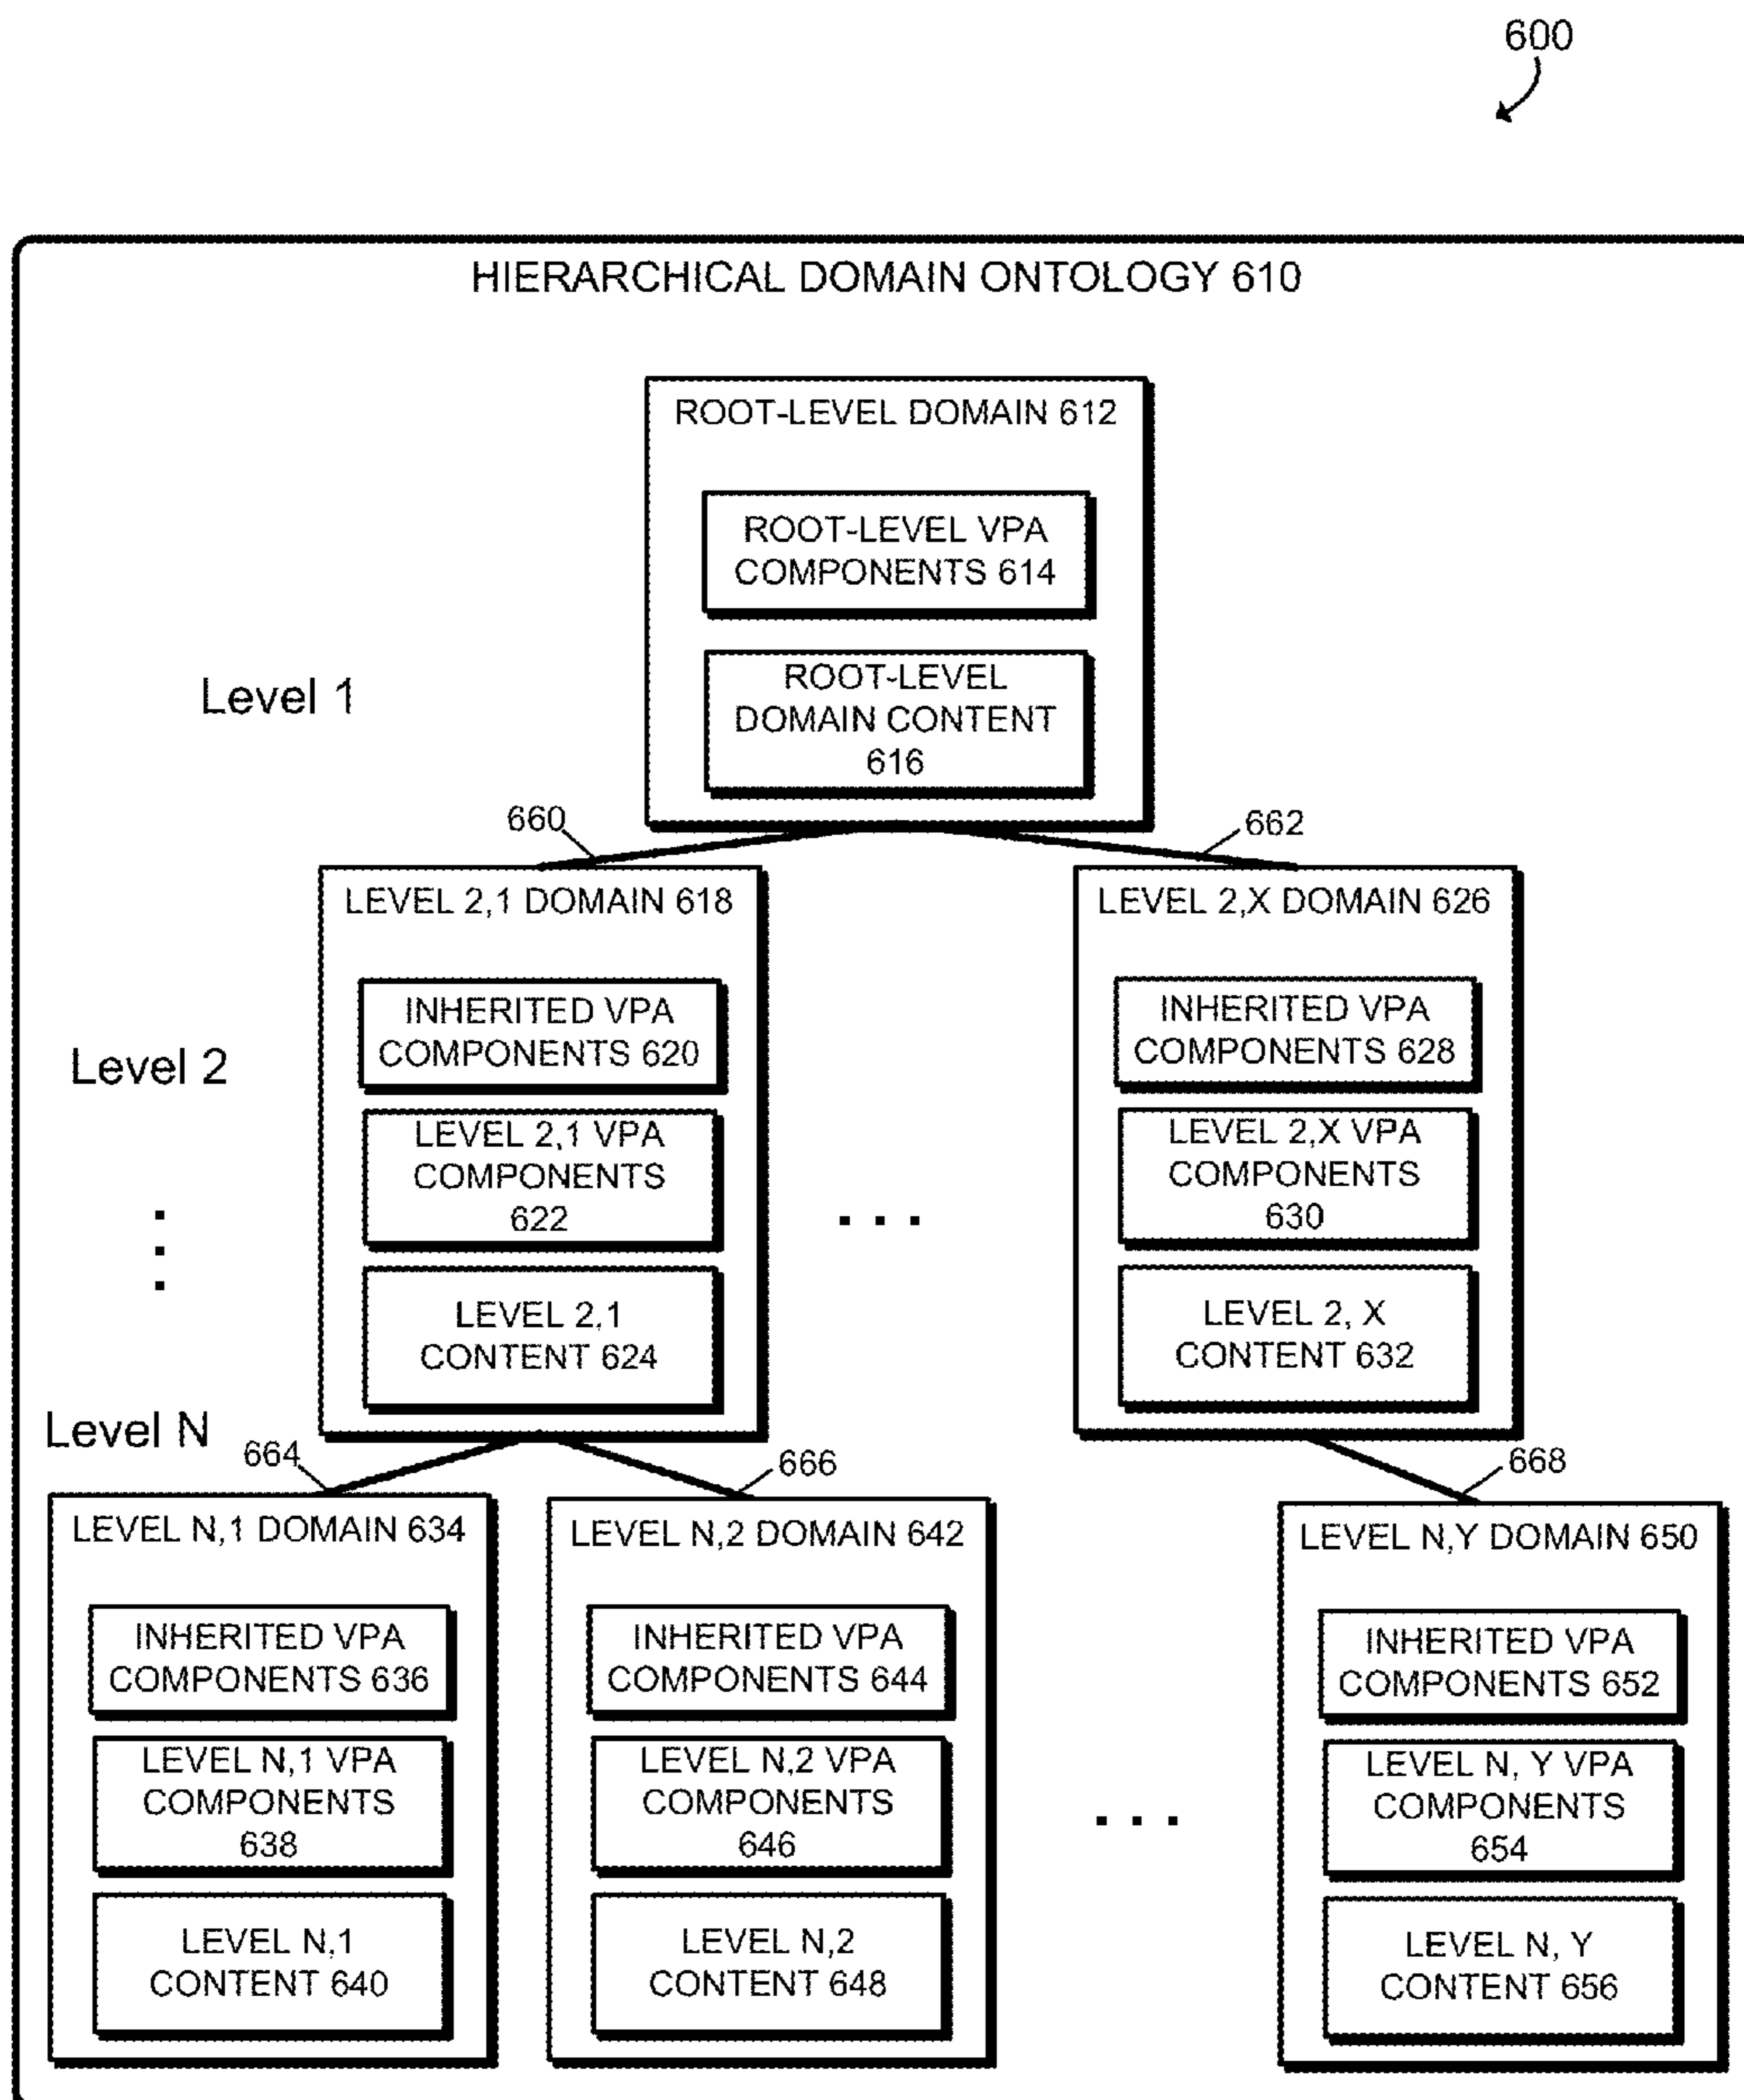 600
HIERARCHICAL DOMAIN ONTOLOGY 610
ROOT-LEVEL DOMAIN 612
ROOT-LEVEL VPA
COMPONENTS 614
ROOT-LEVEL
DOMAIN CONTENT
616
Level 1
660
662
LEVEL 2,1 DOMAIN 618
INHERITED VPA
COMPONENTS 620
LEVEL 2,1 VPA
COMPONENTS
622
LEVEL 2,1
CONTENT 624
LEVEL 2,X DOMAIN 626
INHERITED VPA
COMPONENTS 628
LEVEL 2,X VPA
COMPONENTS
630
LEVEL 2, X
CONTENT 632
Level 2
. . .
. . .
Level N
664
666
668
LEVEL N,1 DOMAIN 634
INHERITED VPA
COMPONENTS 636
LEVEL N,1 VPA
COMPONENTS
638
LEVEL N,1
CONTENT 640
LEVEL N,2 DOMAIN 642
INHERITED VPA
COMPONENTS 644
LEVEL N,2 VPA
COMPONENTS
646
LEVEL N,2
CONTENT 648
. . .
LEVEL N,Y DOMAIN 650
INHERITED VPA
COMPONENTS 652
LEVEL N, Y VPA
COMPONENTS
654
LEVEL N, Y
CONTENT 656